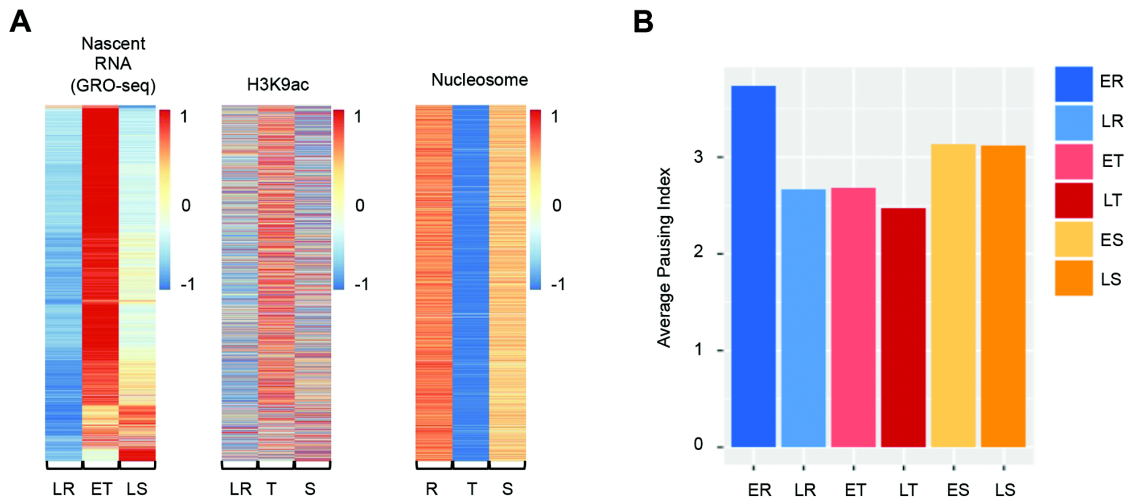 A
Nascent
RNA
(GRO-seq)
H3K9ac
Nucleosome
1
0
-1
1
0
-1
1
0
-1
LR ET LS
LR T S
R T S
B
Average Pausing Index
3
2
1
0
ER LR ET LT ES LS
ER
LR
ET
LT
ES
LS